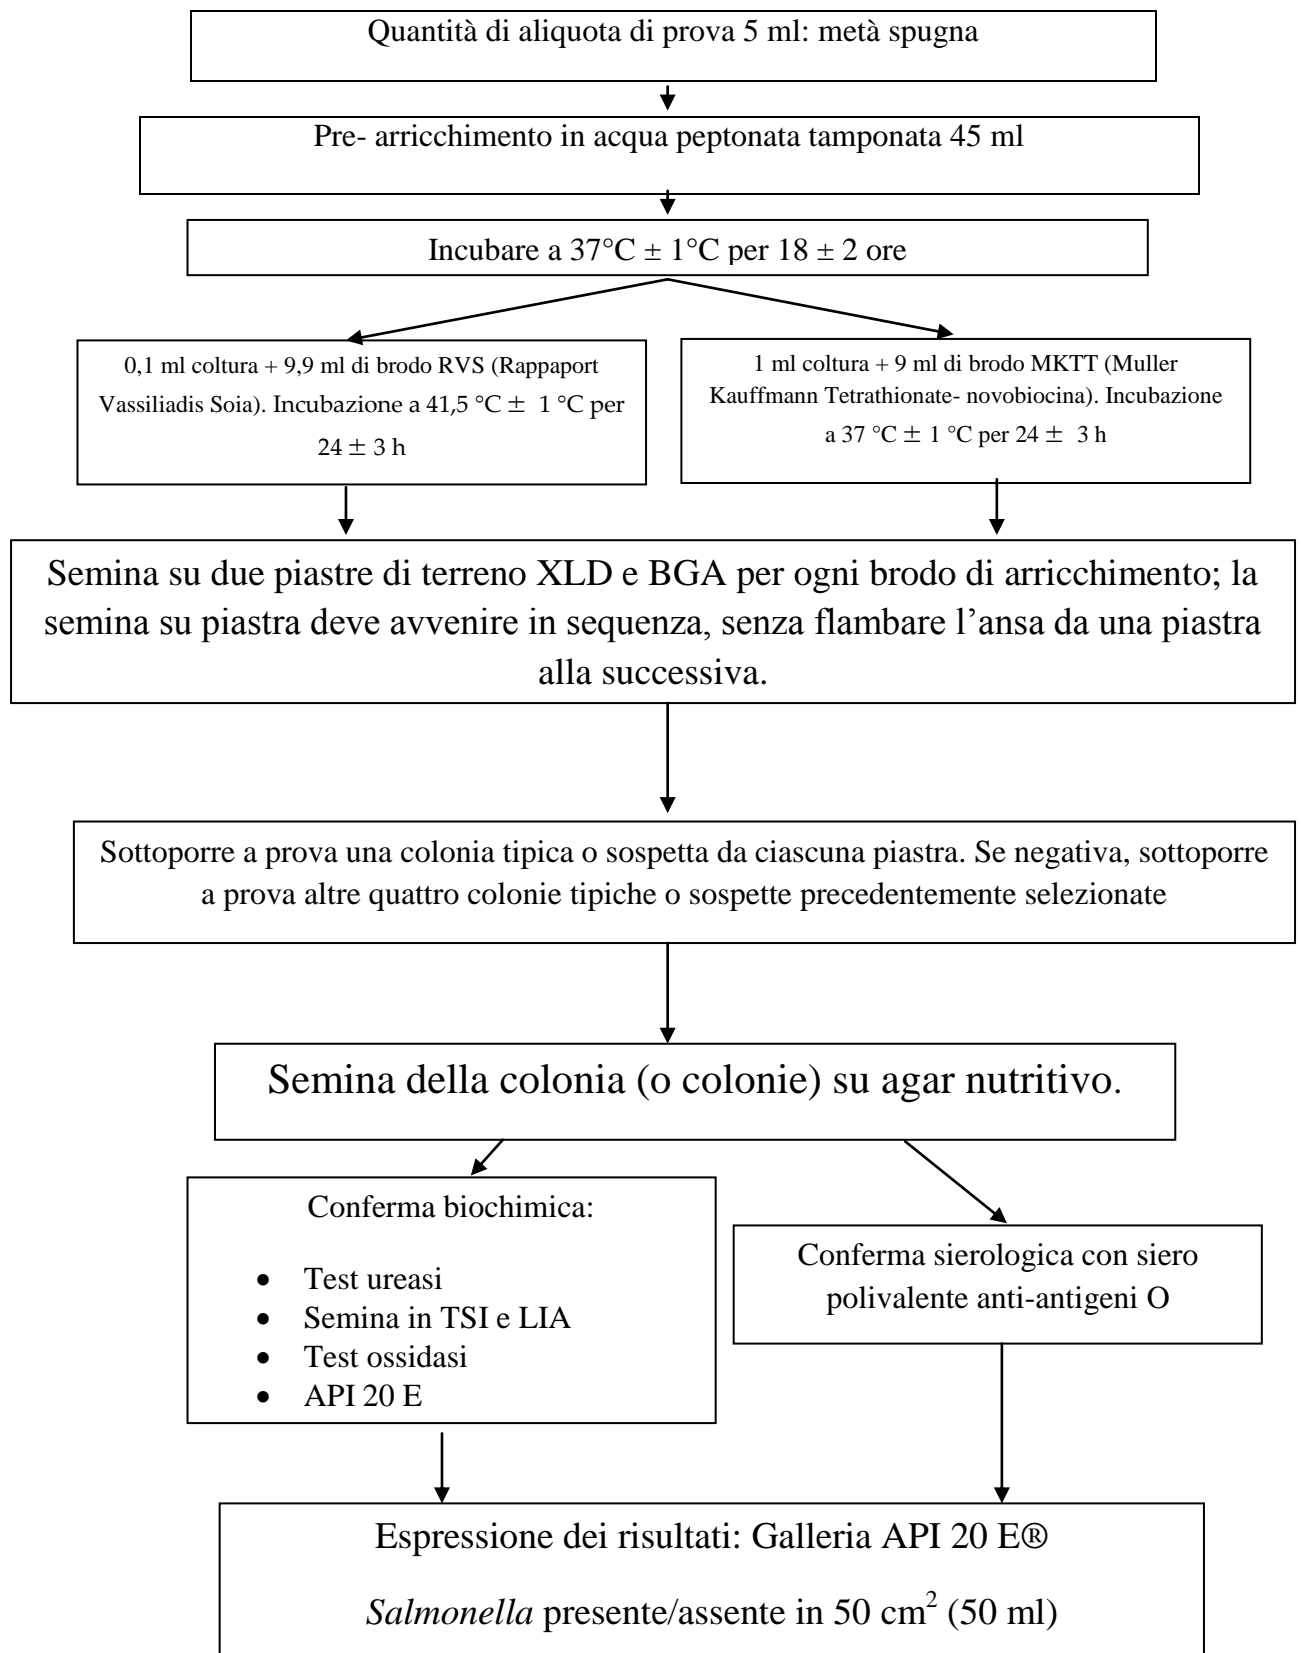 Quantità di aliquota di prova 5 ml: metà spugna
Pre- arricchimento in acqua peptonata tamponata 45 ml
Incubare a 37°C ± 1°C per 18 ± 2 ore
0,1 ml coltura + 9,9 ml di brodo RVS (Rappaport
Vassiliadis Soia). Incubazione a 41,5 °C ± 1 °C per
24 ± 3 h
1 ml coltura + 9 ml di brodo MKTT (Muller
Kauffmann Tetrathionate- novobiocina). Incubazione
a 37 °C ± 1 °C per 24 ± 3 h
Semina su due piastre di terreno XLD e BGA per ogni brodo di arricchimento; la
semina su piastra deve avvenire in sequenza, senza flambare l’ansa da una piastra
alla successiva.
Sottoporre a prova una colonia tipica o sospetta da ciascuna piastra. Se negativa, sottoporre
a prova altre quattro colonie tipiche o sospette precedentemente selezionate
Semina della colonia (o colonie) su agar nutritivo.
Conferma biochimica:
• Test ureasi
• Semina in TSI e LIA
• Test ossidasi
• API 20 E
Conferma sierologica con siero
polivalente anti-antigeni O
Espressione dei risultati: Galleria API 20 E®
Salmonella presente/assente in 50 cm² (50 ml)